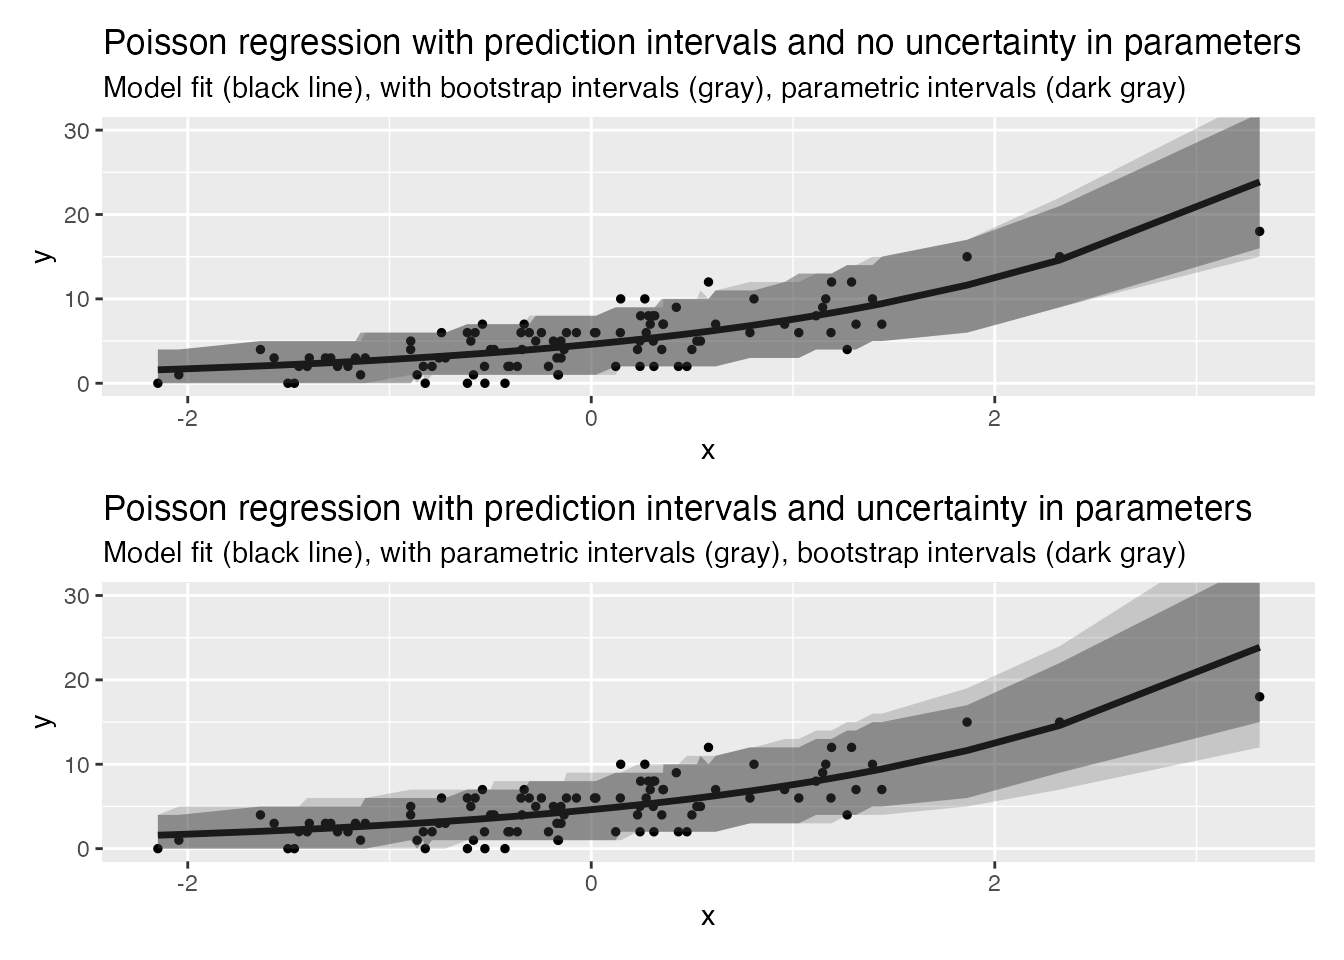 Poisson regression with prediction intervals and no uncertainty in parameters
Model fit (black line), with bootstrap intervals (gray), parametric intervals (dark gray)
30
20
10
0
y
-2
0
2
x
Poisson regression with prediction intervals and uncertainty in parameters
Model fit (black line), with parametric intervals (gray), bootstrap intervals (dark gray)
30
20
10
0
y
-2
0
2
x